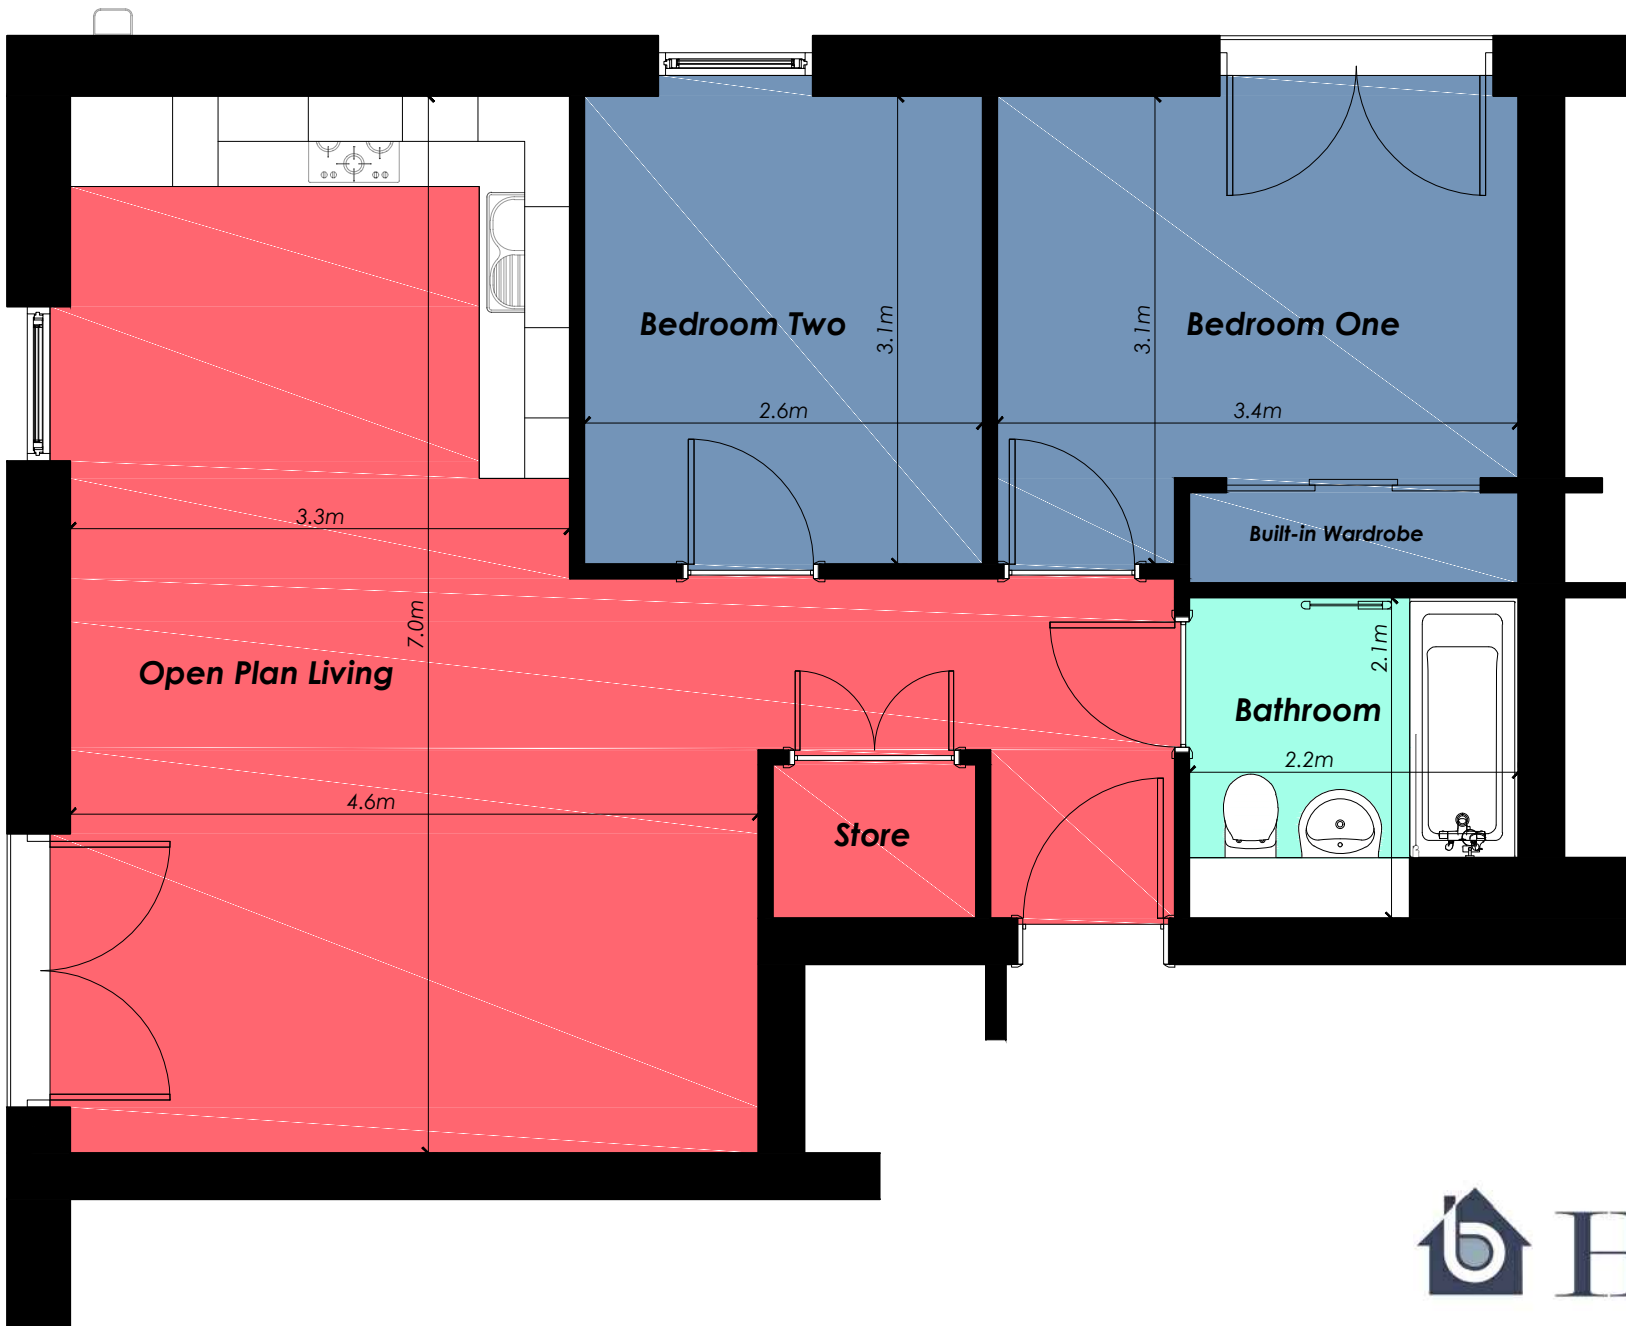 Bedroom Two
3.1m
2.6m
Bedroom One
3.1m
3.4m
Built-in Wardrobe
3.3m
7.0m
Open Plan Living
4.6m
Store
Bathroom
2.1m
2.2m
b